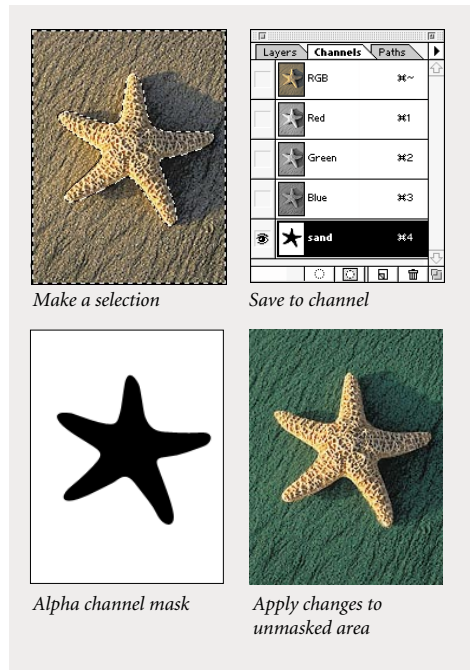 Layers Channels Paths
RGB ⌘~
Red ⌘1
Green ⌘2
Blue ⌘3
sand ⌘4
Make a selection
Save to channel
Alpha channel mask
Apply changes to
unmasked area